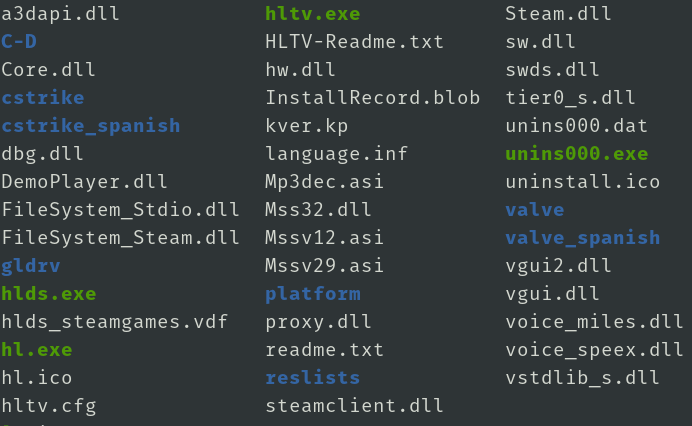 a3dapi.dll hltv.exe Steam.dll
C-D HLTV-Readme.txt sw.dll
Core.dll hw.dll swds.dll
cstrike InstallRecord.blob tier0_s.dll
cstrike_spanish kver.kp unins000.dat
dbg.dll language.inf unins000.exe
DemoPlayer.dll Mp3dec.asi uninstall.ico
FileSystem_Stdio.dll Mss32.dll valve
FileSystem_Steam.dll Mssv12.asi valve_spanish
gldrv Mssv29.asi vgui2.dll
hlds.exe platform vgui.dll
hlds_steamgames.vdf proxy.dll voice_miles.dll
hl.exe readme.txt voice_speex.dll
hl.ico reslists vstdlib_s.dll
hltv.cfg steamclient.dll